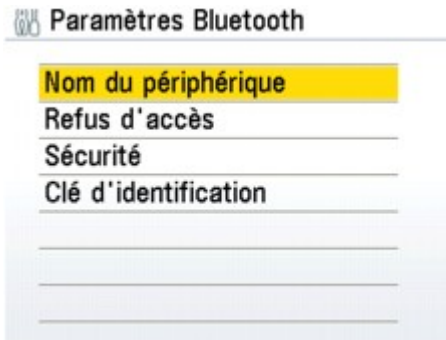 Paramètres Bluetooth
Nom du périphérique
Refus d'accès
Sécurité
Clé d'identification